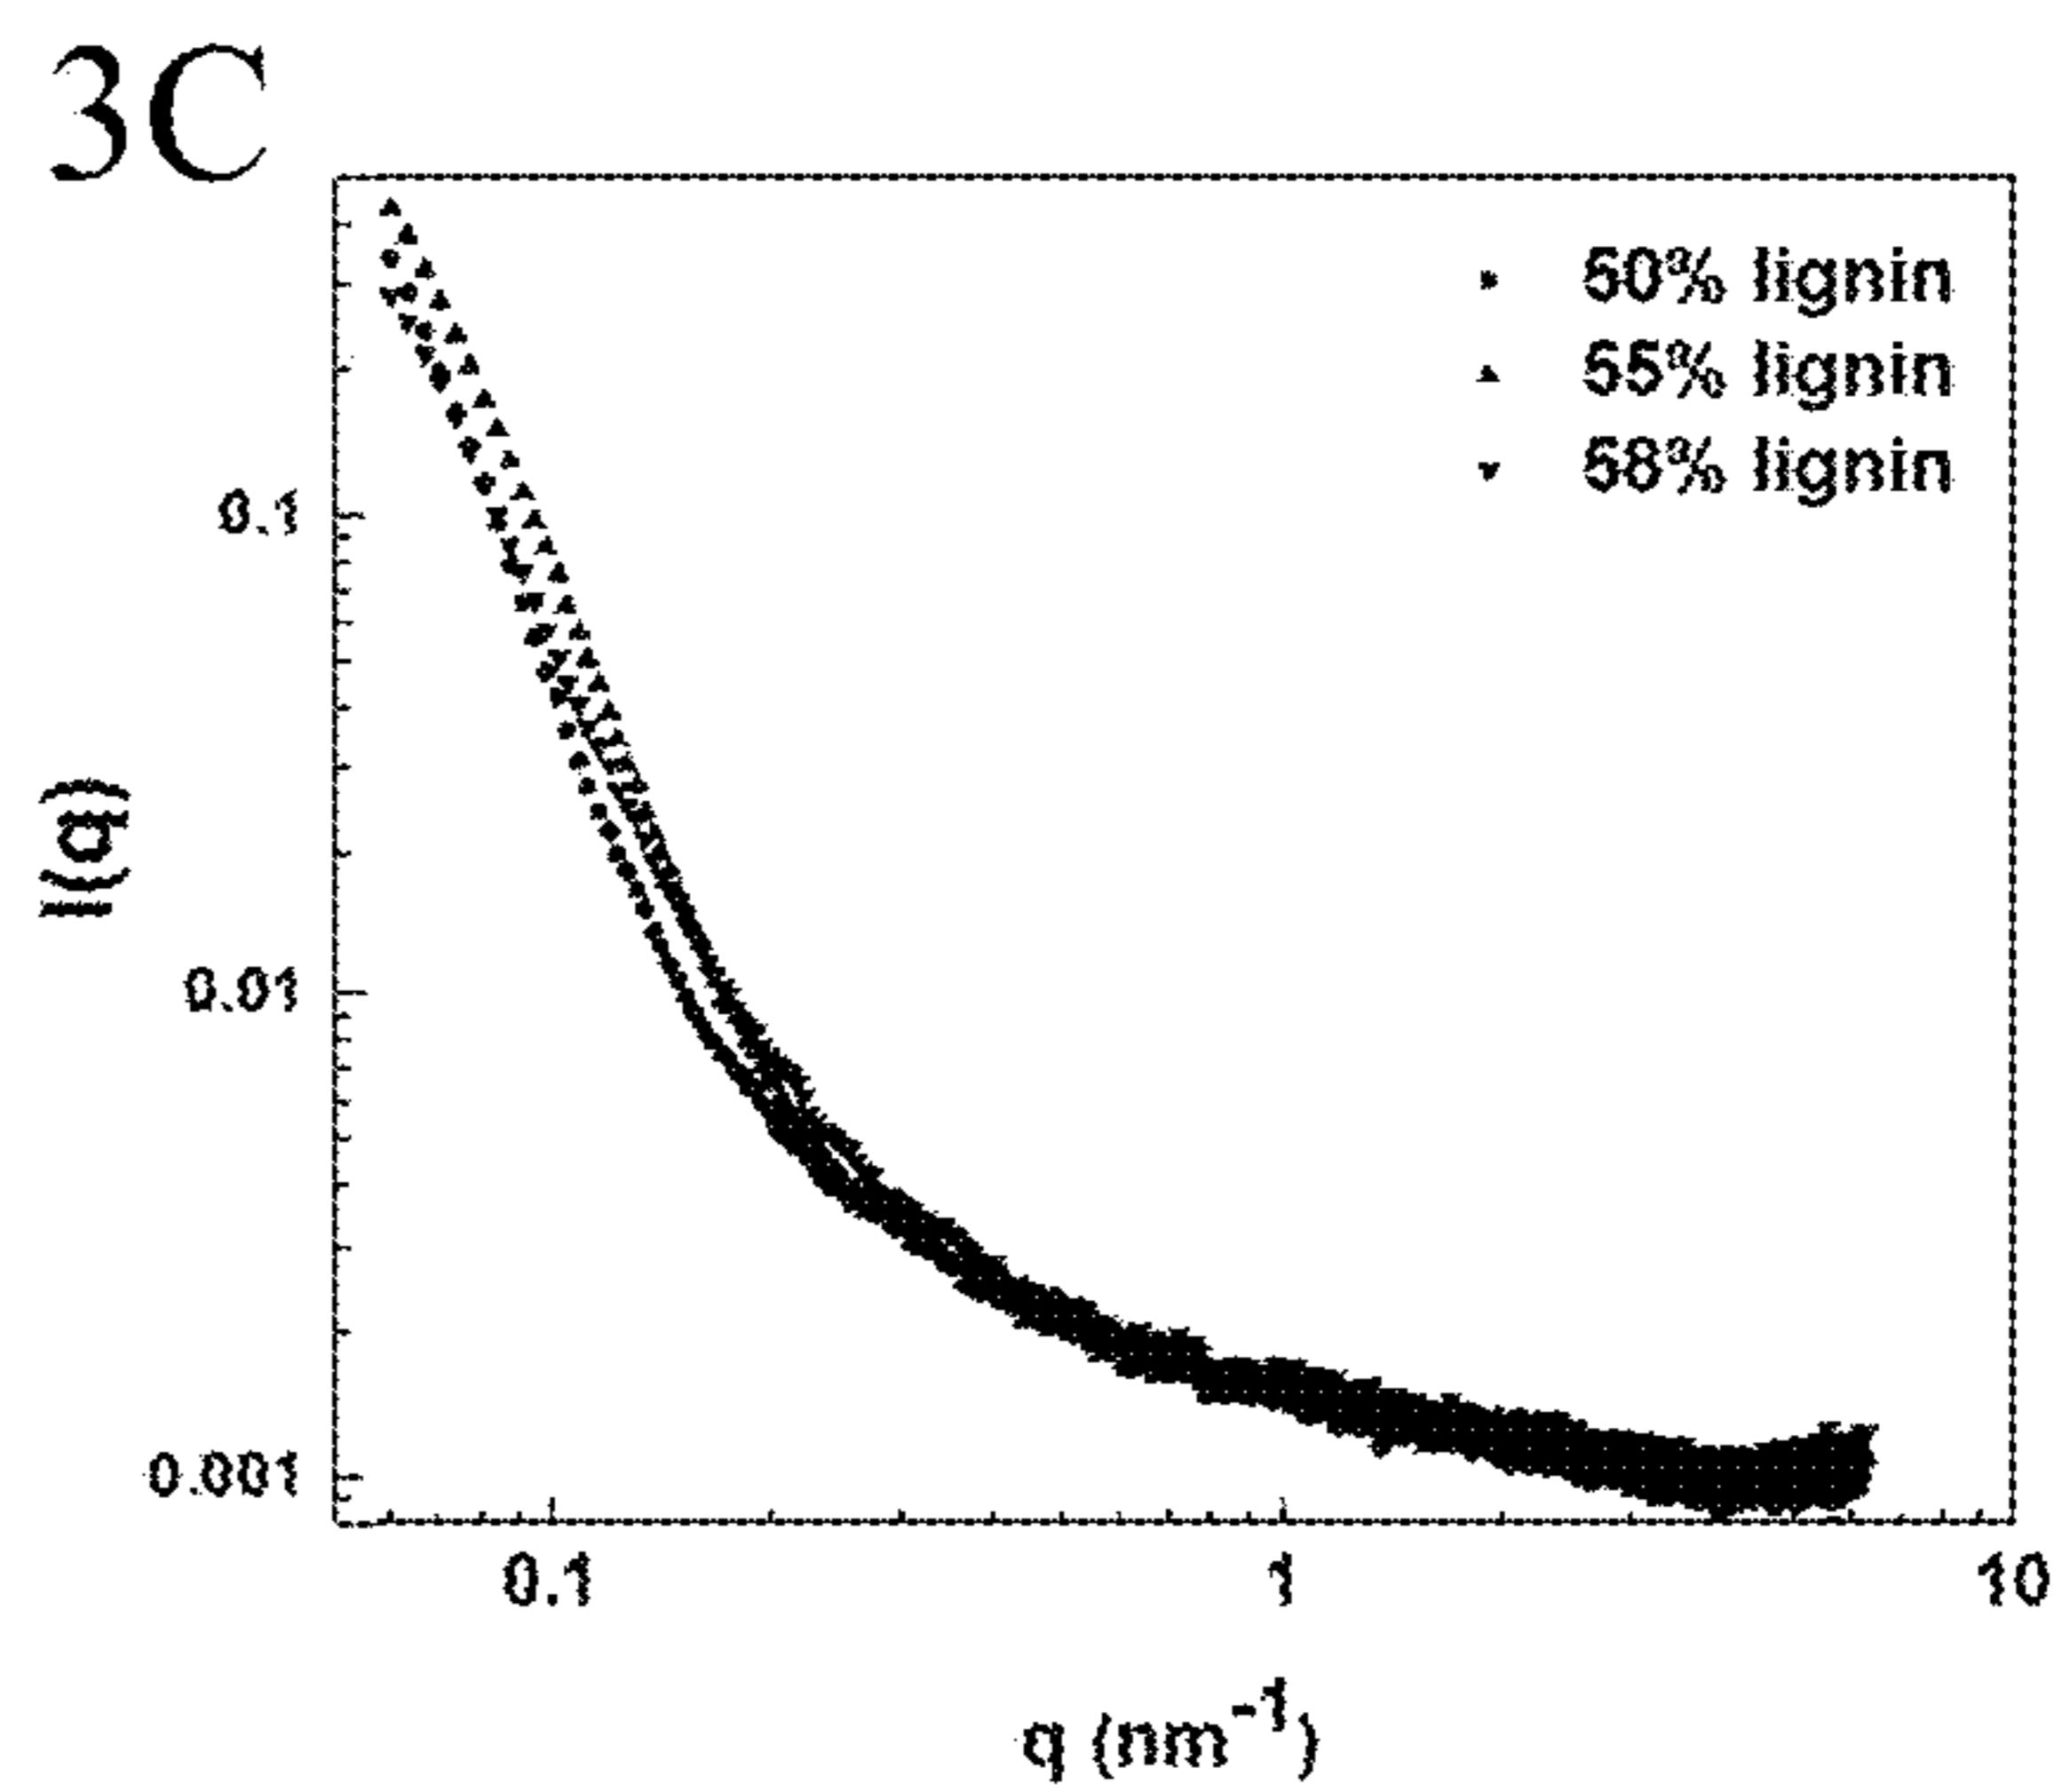 3C
50% lignin
55% lignin
58% lignin
I(q)
0.1
0.01
0.001
0.1
1
10
q (nm⁻¹)